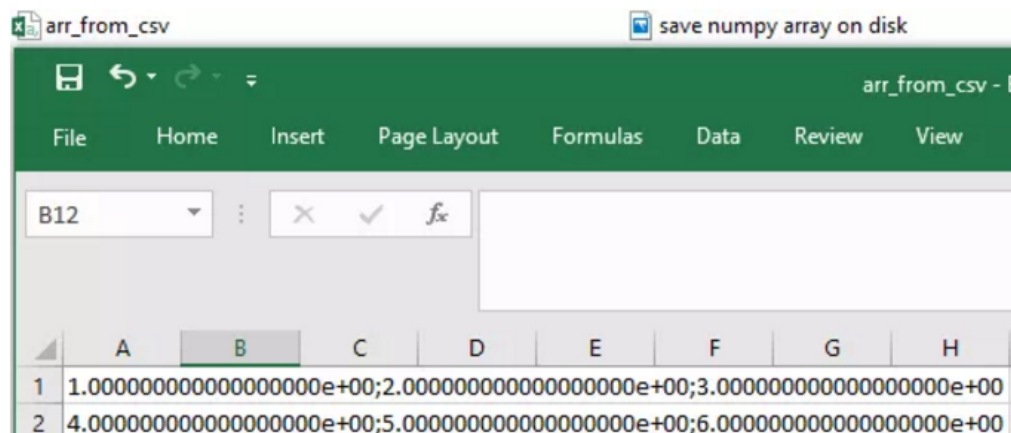 arr_from_csv save numpy array on disk
arr_from_csv -
File Home Insert Page Layout Formulas Data Review View
B12 fx
A B C D E F G H
1 1.000000000000000000e+00;2.000000000000000000e+00;3.000000000000000000e+00
2 4.000000000000000000e+00;5.000000000000000000e+00;6.000000000000000000e+00